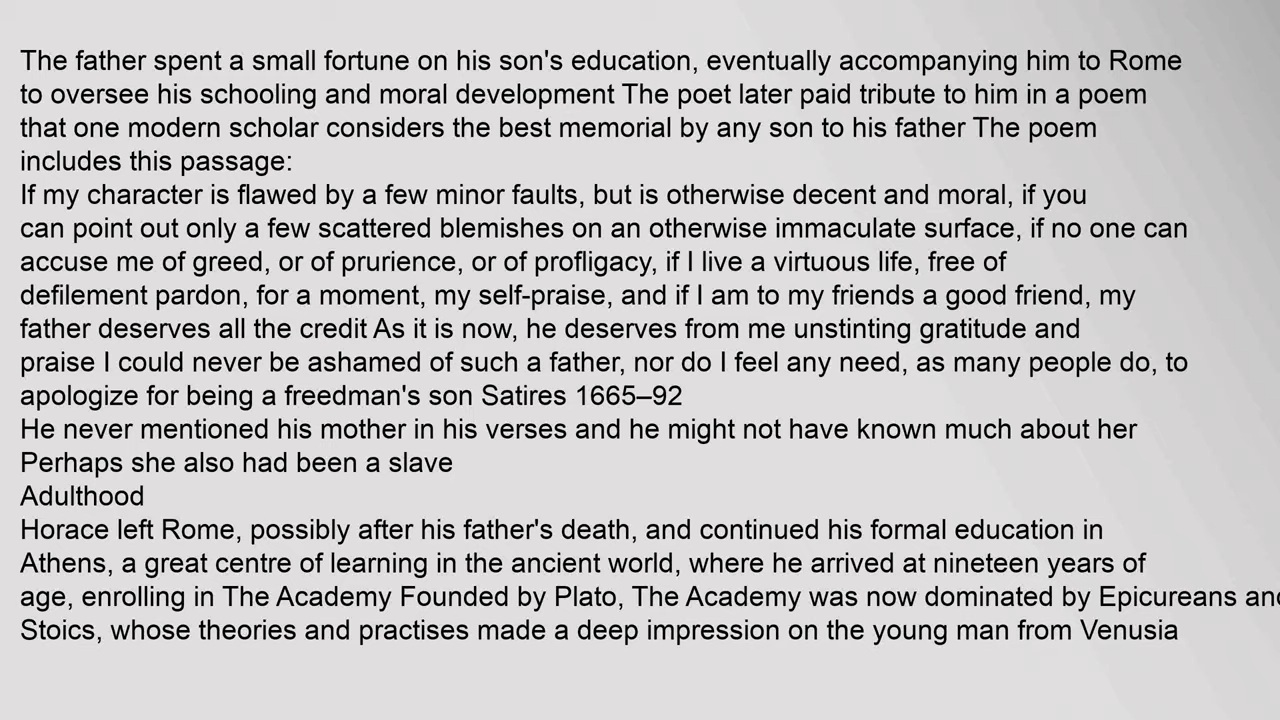 The father spent a small fortune on his son's education, eventually accompanying him to Rome
to oversee his schooling and moral development The poet later paid tribute to him in a poem
that one modern scholar considers the best memorial by any son to his father The poem
includes this passage:
If my character is flawed by a few minor faults, but is otherwise decent and moral, if you
can point out only a few scattered blemishes on an otherwise immaculate surface, if no one can
accuse me of greed, or of prurience, or of profligacy, if I live a virtuous life, free of
defilement pardon, for a moment, my self-praise, and if I am to my friends a good friend, my
father deserves all the credit As it is now, he deserves from me unstinting gratitude and
praise I could never be ashamed of such a father, nor do I feel any need, as many people do, to
apologize for being a freedman's son Satires 1665–92
He never mentioned his mother in his verses and he might not have known much about her
Perhaps she also had been a slave
Adulthood
Horace left Rome, possibly after his father's death, and continued his formal education in
Athens, a great centre of learning in the ancient world, where he arrived at nineteen years of
age, enrolling in The Academy Founded by Plato, The Academy was now dominated by Epicureans and
Stoics, whose theories and practises made a deep impression on the young man from Venusia